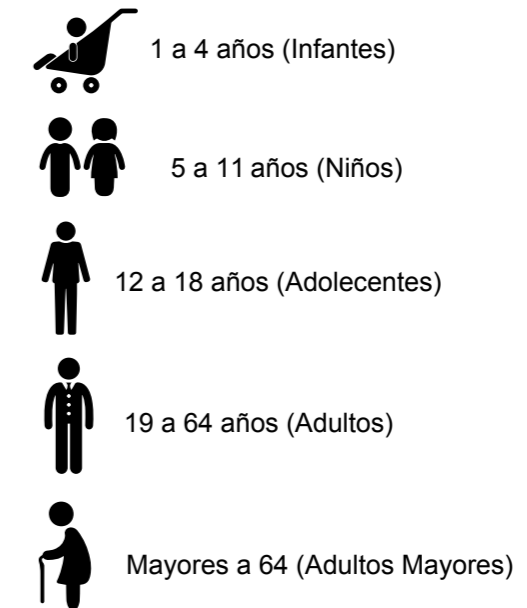 1 a 4 años (Infantes)
5 a 11 años (Niños)
12 a 18 años (Adolecentes)
19 a 64 años (Adultos)
Mayores a 64 (Adultos Mayores)